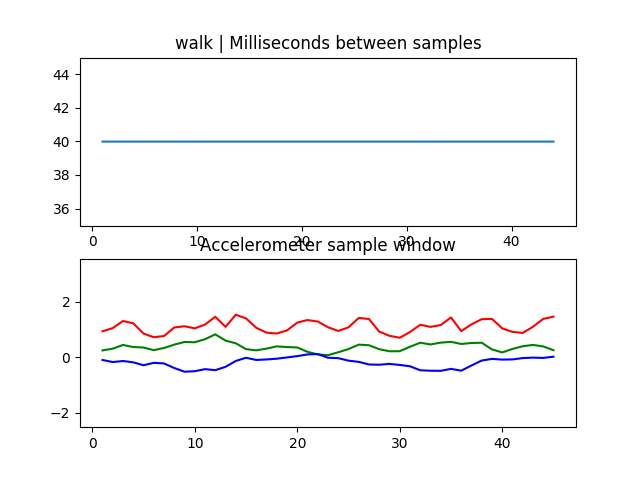 walk | Milliseconds between samples
44
42
40
38
36
0 10 20 30 40
Accelerometer sample window
2
0
−2
0 10 20 30 40